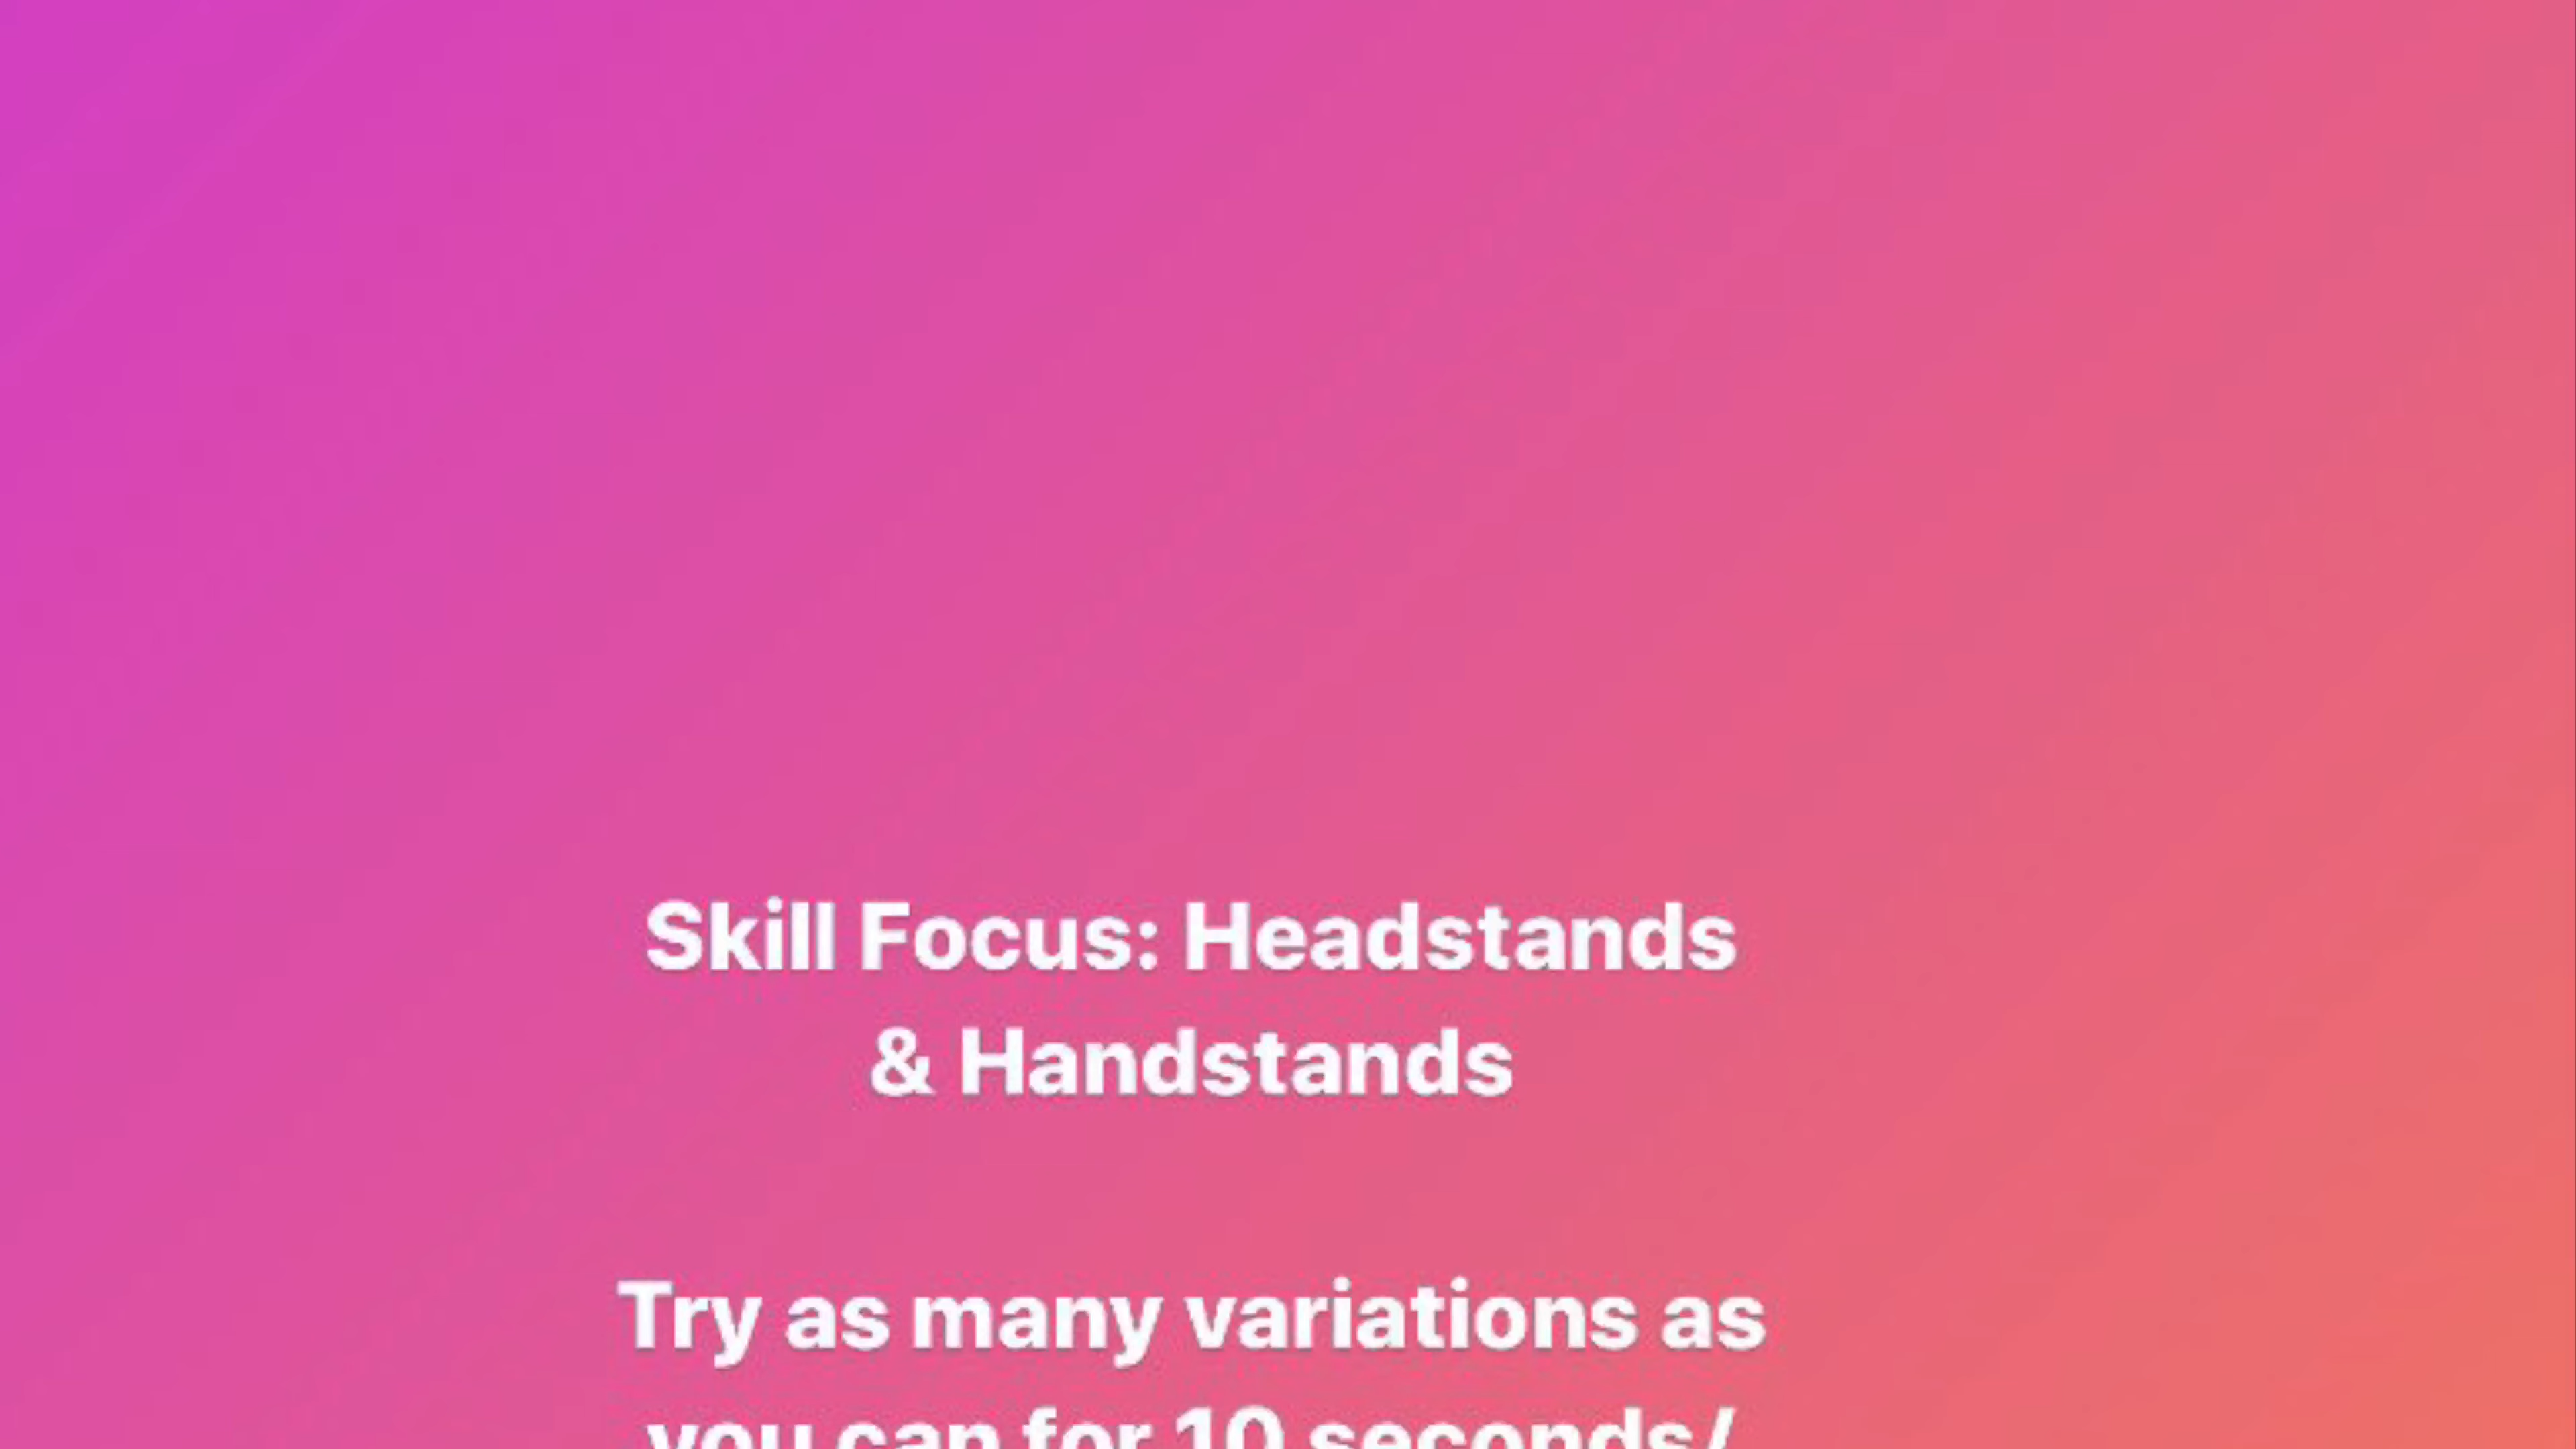 Skill Focus: Headstands
& Handstands
Try as many variations as
you can for 10 seconds/